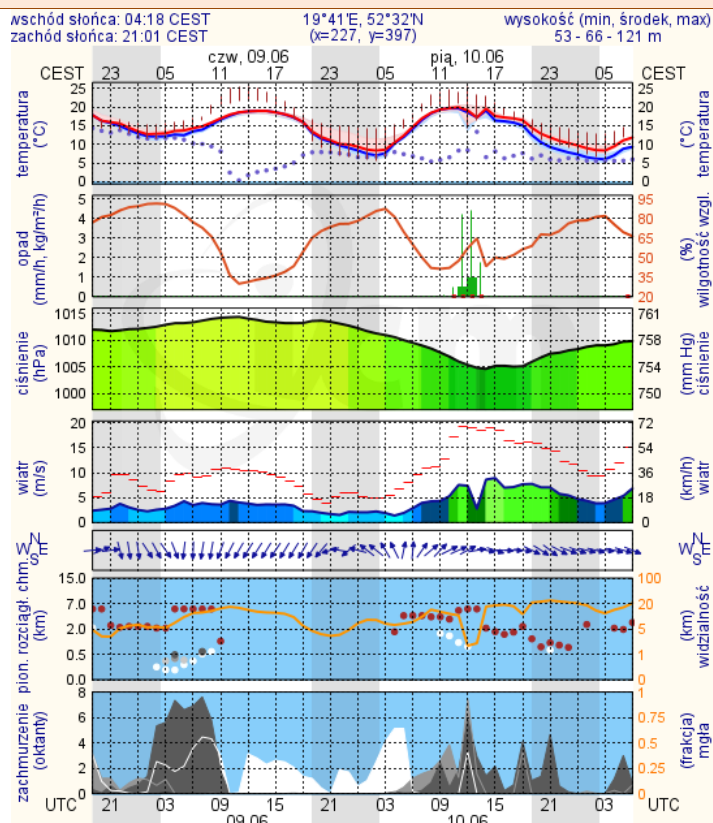 wschód słońca: 04:18 CEST 19°41'E, 52°32'N wysokość (min, środek, max)
zachód słońca: 21:01 CEST (x=227, y=397) 53 - 66 - 121 m
czw, 09.06 pią, 10.06
CEST 23 05 11 17 23 05 11 17 23 05 CEST
temperatura (°C)
25 20 15 10 5 0
25 20 15 10 5 0
(°C) temperatura
opad (mm/h, kg/m²/h)
5 4 3 2 1 0
95 80 65 50 35 20
(%) wilgotność wzgl.
ciśnienie (hPa)
1015 1010 1005 1000
761 758 754 750
(mm Hg) ciśnienie
wiatr (m/s)
20 15 10 5 0
72 54 36 18 0
(km/h) wiatr
N W E S
N W E S
pion. rozciągł. chm. (km)
15.0 7.0 2.0 0.5 0.0
100 20 5 1 0
(km) widzialność
zachmurzenie (oktanty)
8 6 4 2 0
1 0.75 0.5 0.25 0
(frakcja) mgła
UTC 21 03 09 15 21 03 09 15 21 03 UTC
09.06 10.06